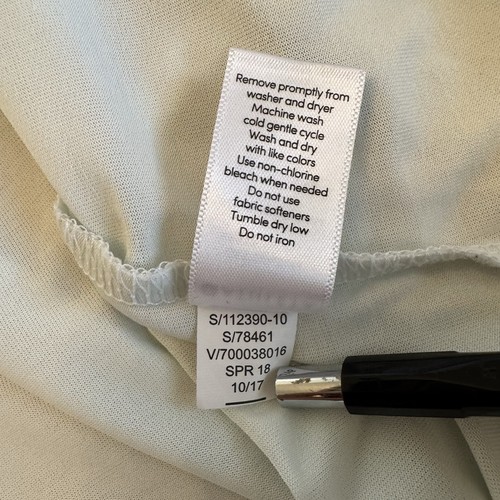 Remove promptly from
washer and dryer
Machine wash
cold gentle cycle
Wash and dry
with like colors
Use non-chlorine
bleach when needed
Do not use
fabric softeners
Tumble dry low
Do not iron
S/112390-10
S/78461
V/700038016
SPR 18
10/17